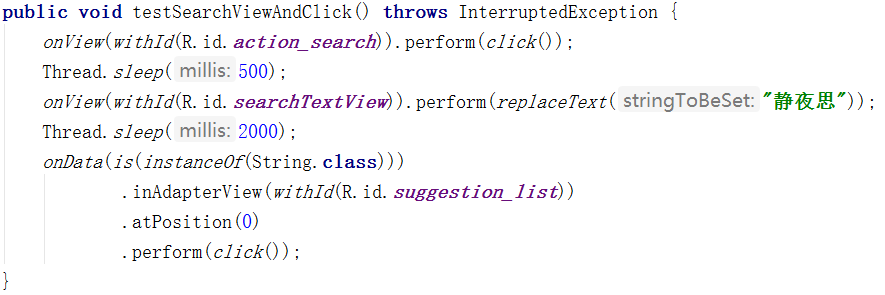 public void testSearchViewAndClick() throws InterruptedException {
    onView(withId(R.id.action_search)).perform(click());
    Thread.sleep( millis: 500);
    onView(withId(R.id.searchTextView)).perform(replaceText( stringToBeSet: "静夜思"));
    Thread.sleep( millis: 2000);
    onData(is(instanceOf(String.class)))
            .inAdapterView(withId(R.id.suggestion_list))
            .atPosition(0)
            .perform(click());
}